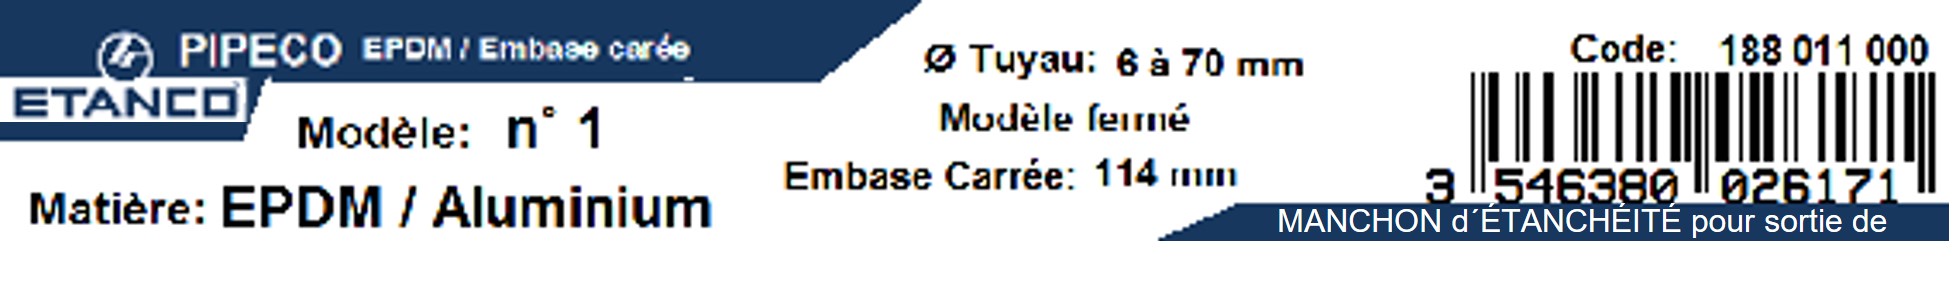 PIPECO EPDM / Embase carée
ETANCO
Modèle: n° 1
Matière: EPDM / Aluminium
Ø Tuyau: 6 à 70 mm
Modèle fermé
Embase Carrée: 114 mm
Code: 188 011 000
3 546380 026171
MANCHON d´ÉTANCHÉITÉ pour sortie de